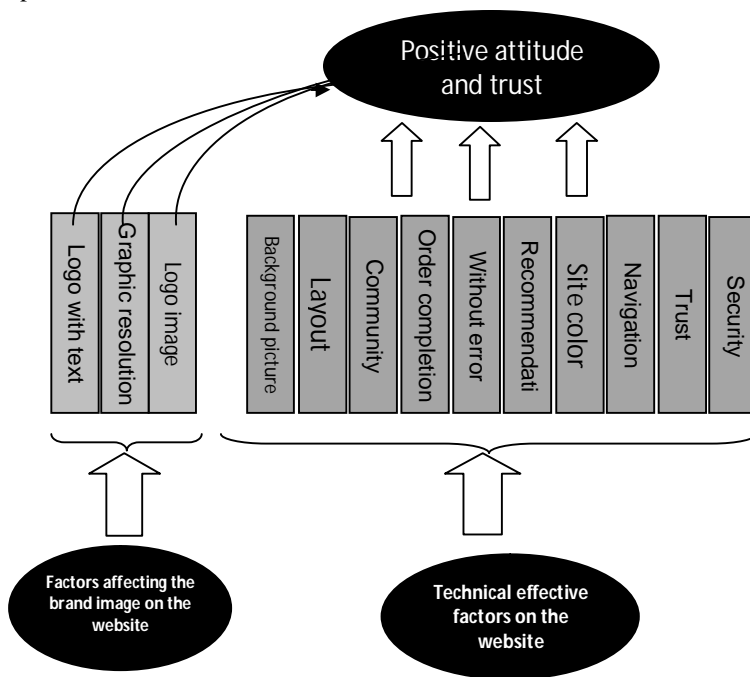 Positive attitude
and trust
Logo with text
Graphic resolution
Logo image
Background picture
Layout
Community
Order completion
Without error
Recommendati
Site color
Navigation
Trust
Security
Factors affecting the
brand image on the
website
Technical effective
factors on the
website